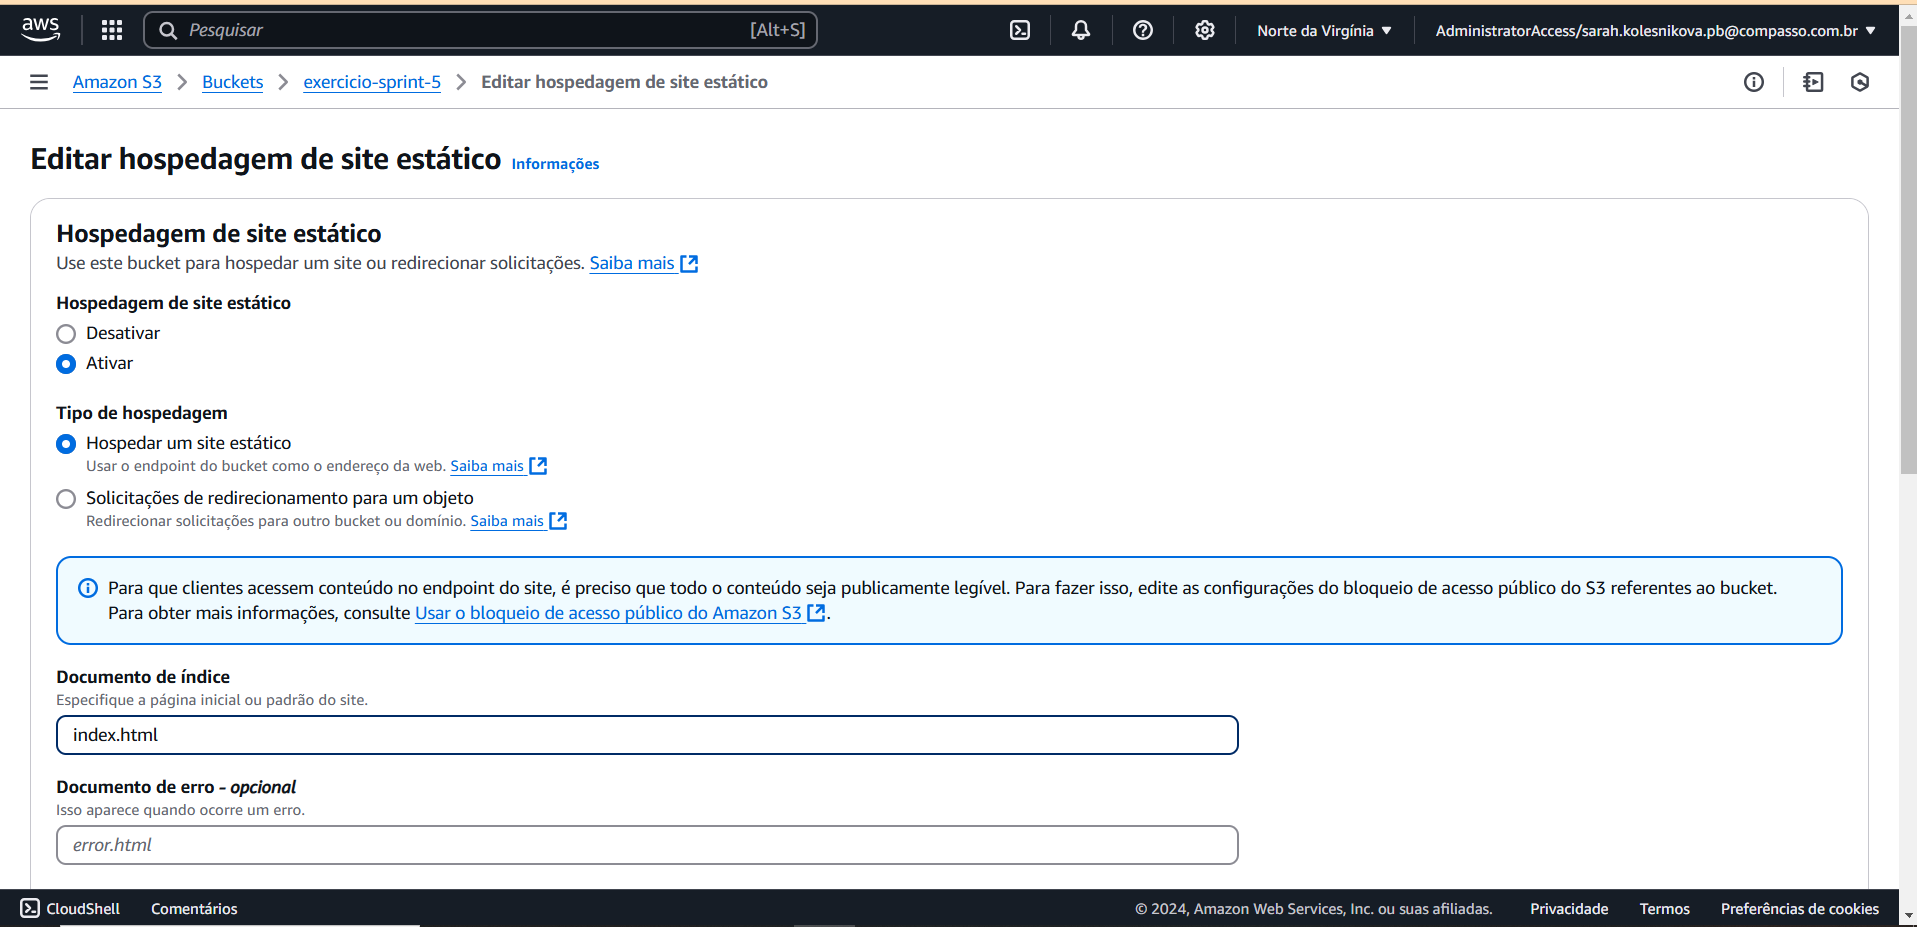 aws
Pesquisar [Alt+S] Norte da Virgínia AdministratorAccess/sarah.kolesnikova.pb@compasso.com.br
Amazon S3 Buckets exercicio-sprint-5 Editar hospedagem de site estático
Editar hospedagem de site estático Informações
Hospedagem de site estático
Use este bucket para hospedar um site ou redirecionar solicitações. Saiba mais
Hospedagem de site estático
Desativar
Ativar
Tipo de hospedagem
Hospedar um site estático
Usar o endpoint do bucket como o endereço da web. Saiba mais
Solicitações de redirecionamento para um objeto
Redirecionar solicitações para outro bucket ou domínio. Saiba mais
Para que clientes acessem conteúdo no endpoint do site, é preciso que todo o conteúdo seja publicamente legível. Para fazer isso, edite as configurações do bloqueio de acesso público do S3 referentes ao bucket.
Para obter mais informações, consulte Usar o bloqueio de acesso público do Amazon S3.
Documento de índice
Especifique a página inicial ou padrão do site.
index.html
Documento de erro - opcional
Isso aparece quando ocorre um erro.
error.html
CloudShell Comentários © 2024, Amazon Web Services, Inc. ou suas afiliadas. Privacidade Termos Preferências de cookies